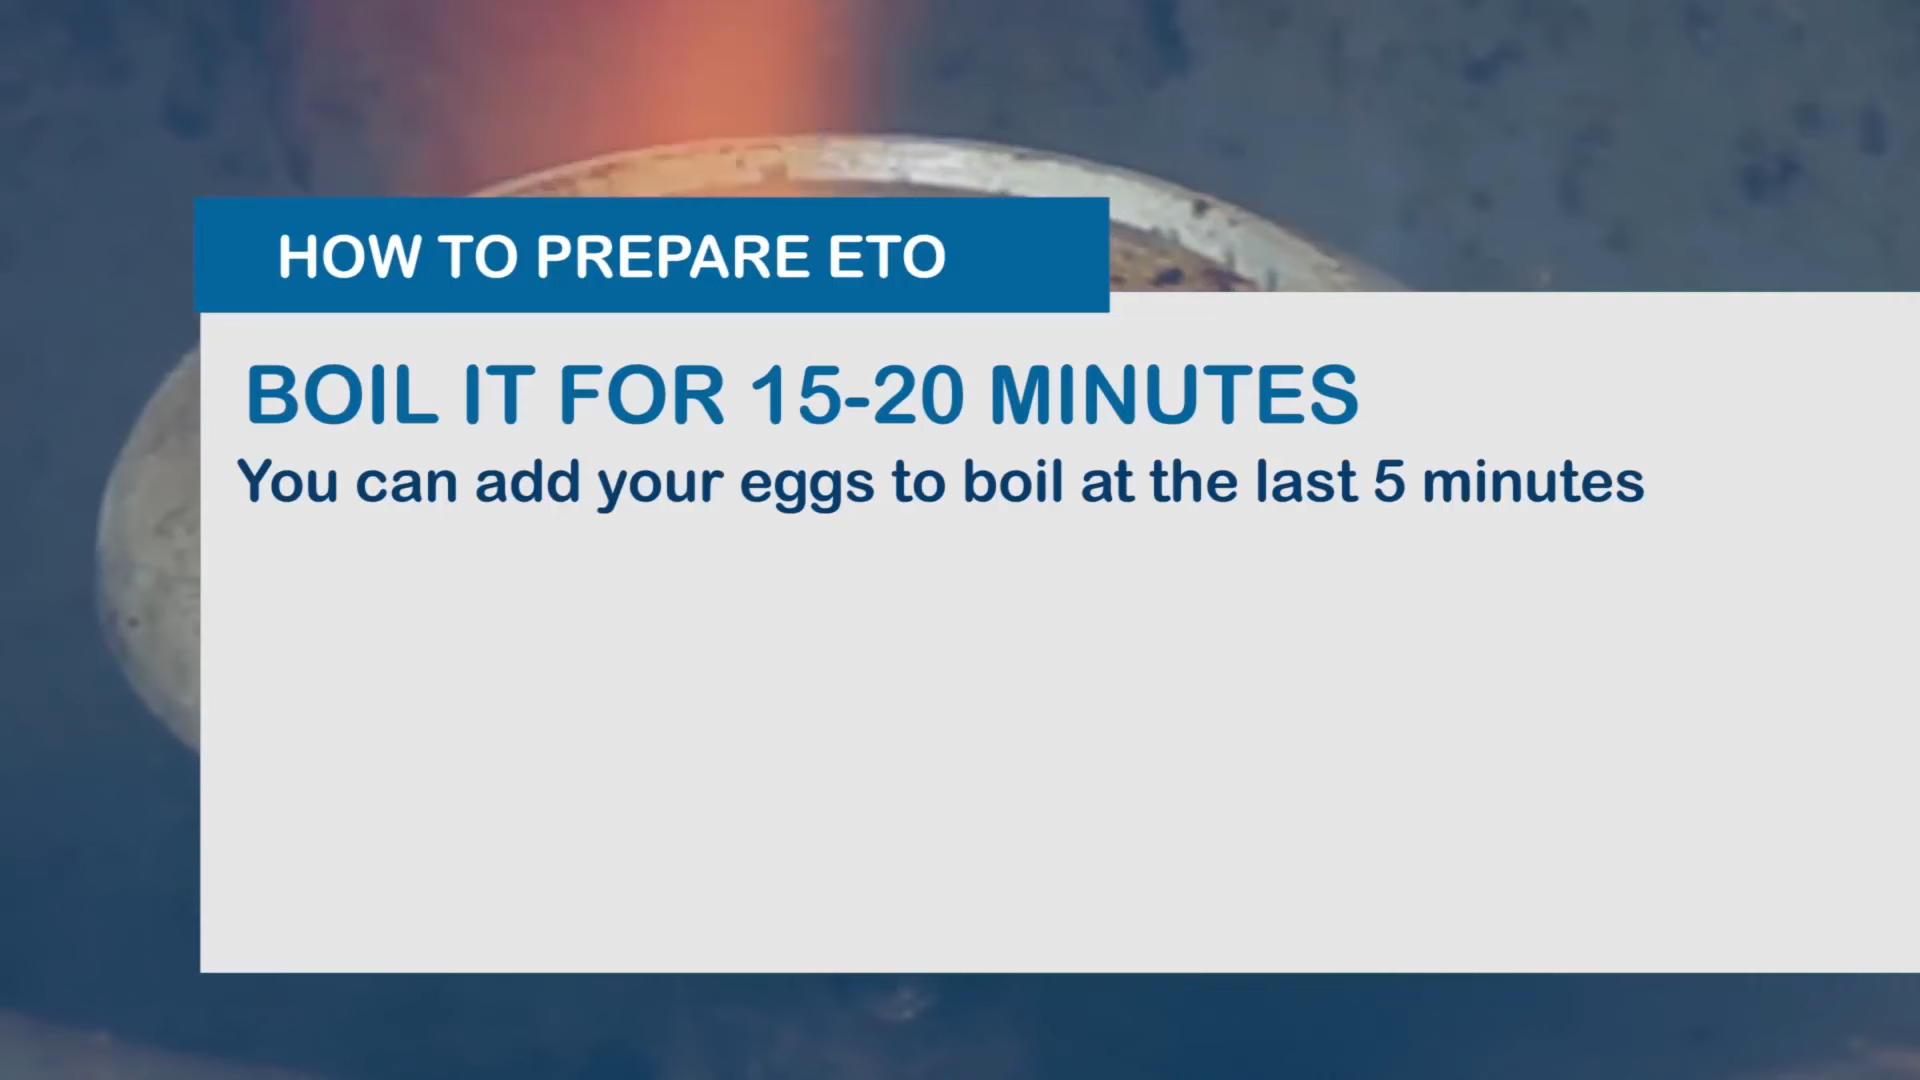 HOW TO PREPARE ETO
BOIL IT FOR 15-20 MINUTES
You can add your eggs to boil at the last 5 minutes